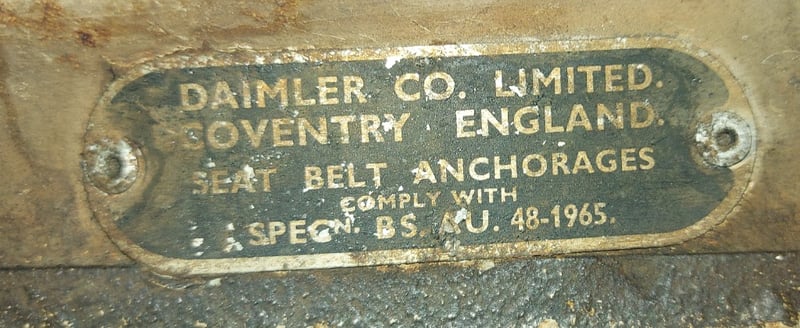 DAIMLER CO. LIMITED.
COVENTRY ENGLAND.
SEAT BELT ANCHORAGES
COMPLY WITH
SPECN. BS. AU. 48-1965.